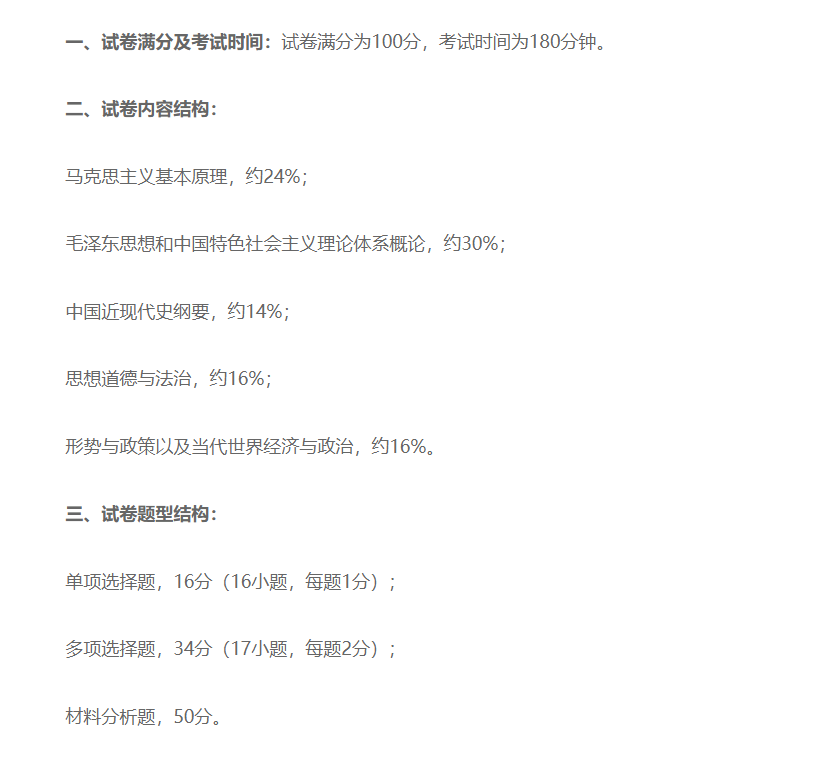 一、试卷满分及考试时间：试卷满分为100分，考试时间为180分钟。
二、试卷内容结构：
马克思主义基本原理，约24%；
毛泽东思想和中国特色社会主义理论体系概论，约30%；
中国近现代史纲要，约14%；
思想道德与法治，约16%；
形势与政策以及当代世界经济与政治，约16%。
三、试卷题型结构：
单项选择题，16分（16小题，每题1分）；
多项选择题，34分（17小题，每题2分）；
材料分析题，50分。